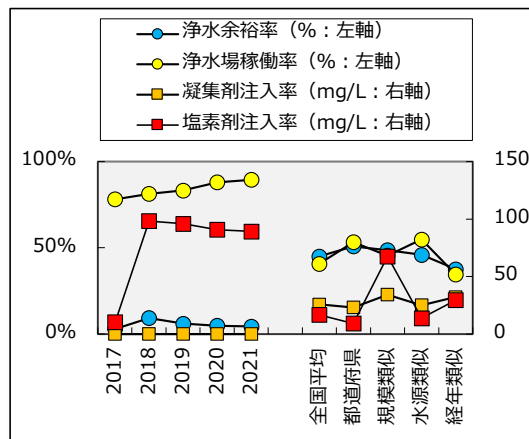 浄水余裕率（%：左軸）
浄水場稼働率（%：左軸）
凝集剤注入率（mg/L：右軸）
塩素剤注入率（mg/L：右軸）
100%
50%
0%
150
100
50
0
2017
2018
2019
2020
2021
全国平均
都道府県
規模類似
水源類似
経年類似